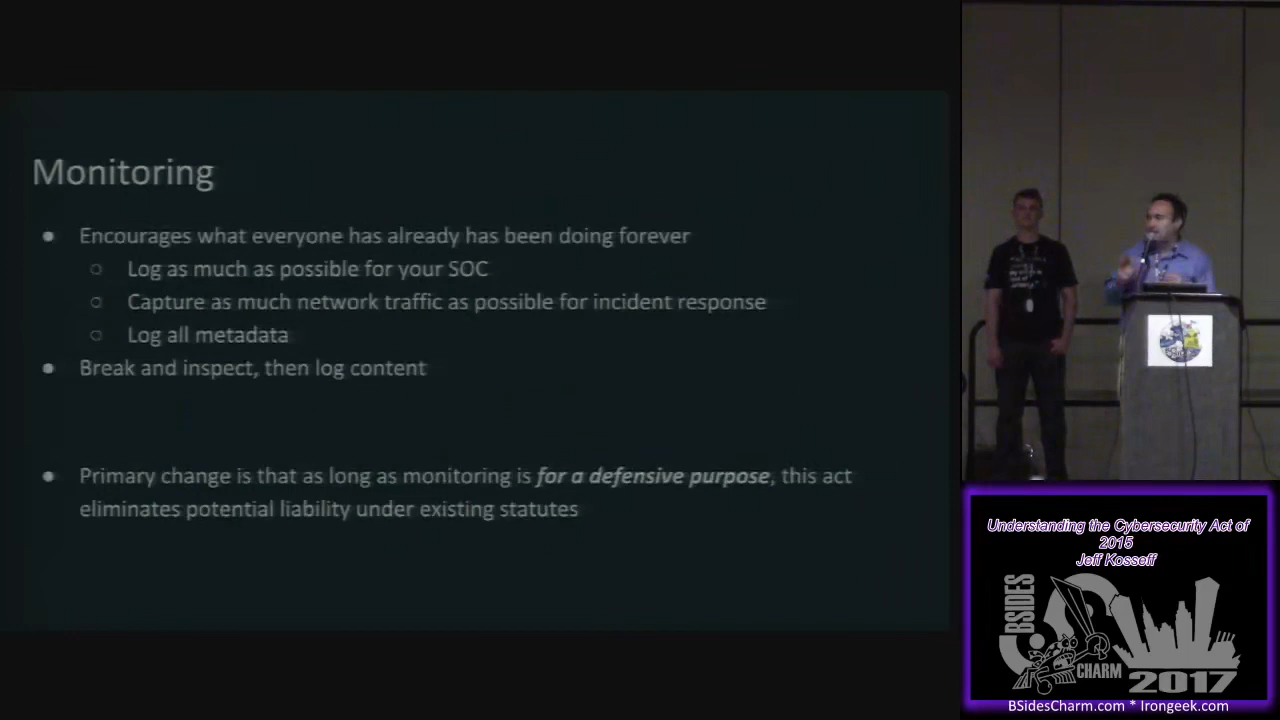 Monitoring
● Encourages what everyone has already has been doing forever
○ Log as much as possible for your SOC
○ Capture as much network traffic as possible for incident response
○ Log all metadata
● Break and inspect, then log content
● Primary change is that as long as monitoring is for a defensive purpose, this act
eliminates potential liability under existing statutes
Understanding the Cybersecurity Act of
2015
Jeff Kosseff
BSIDES
CHARM
2017
BSidesCharm.com * Irongeek.com